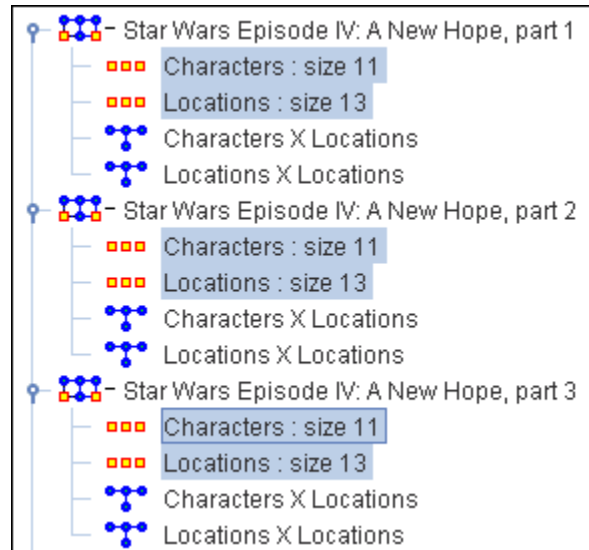 Star Wars Episode IV: A New Hope, part 1
Characters : size 11
Locations : size 13
Characters X Locations
Locations X Locations
Star Wars Episode IV: A New Hope, part 2
Characters : size 11
Locations : size 13
Characters X Locations
Locations X Locations
Star Wars Episode IV: A New Hope, part 3
Characters : size 11
Locations : size 13
Characters X Locations
Locations X Locations